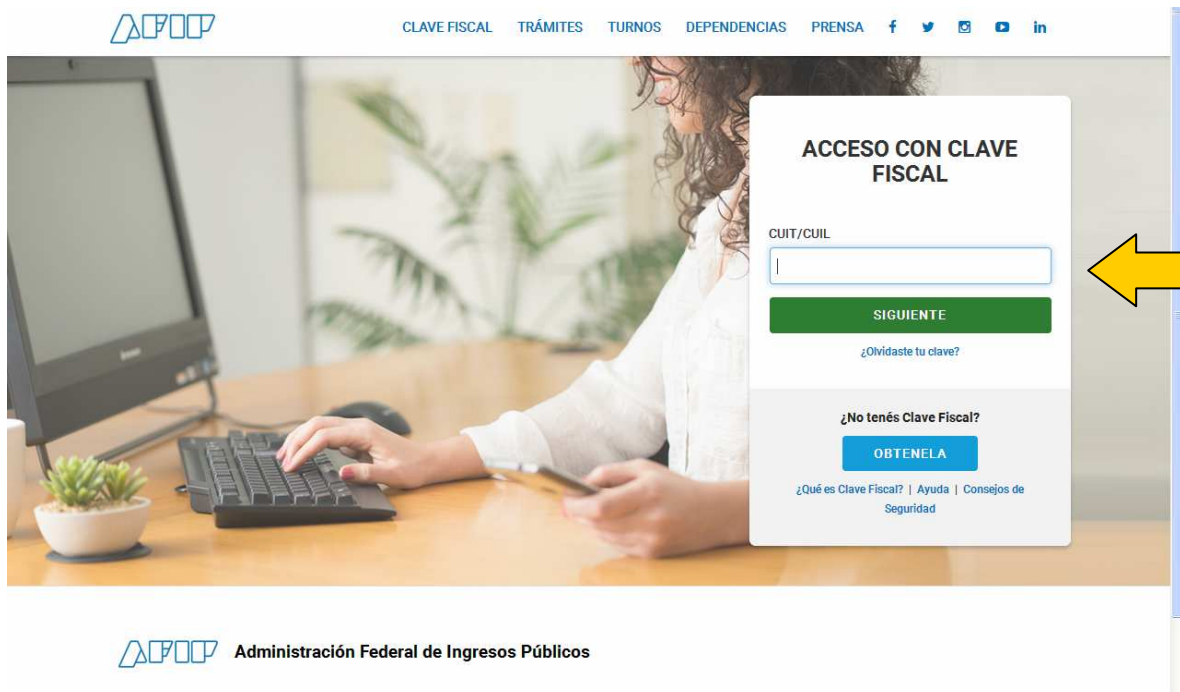 AFIP
CLAVE FISCAL TRÁMITES TURNOS DEPENDENCIAS PRENSA
ACCESO CON CLAVE
FISCAL
CUIT/CUIL
SIGUIENTE
¿Olvidaste tu clave?
¿No tenés Clave Fiscal?
OBTENELA
¿Qué es Clave Fiscal? | Ayuda | Consejos de
Seguridad
AFIP Administración Federal de Ingresos Públicos